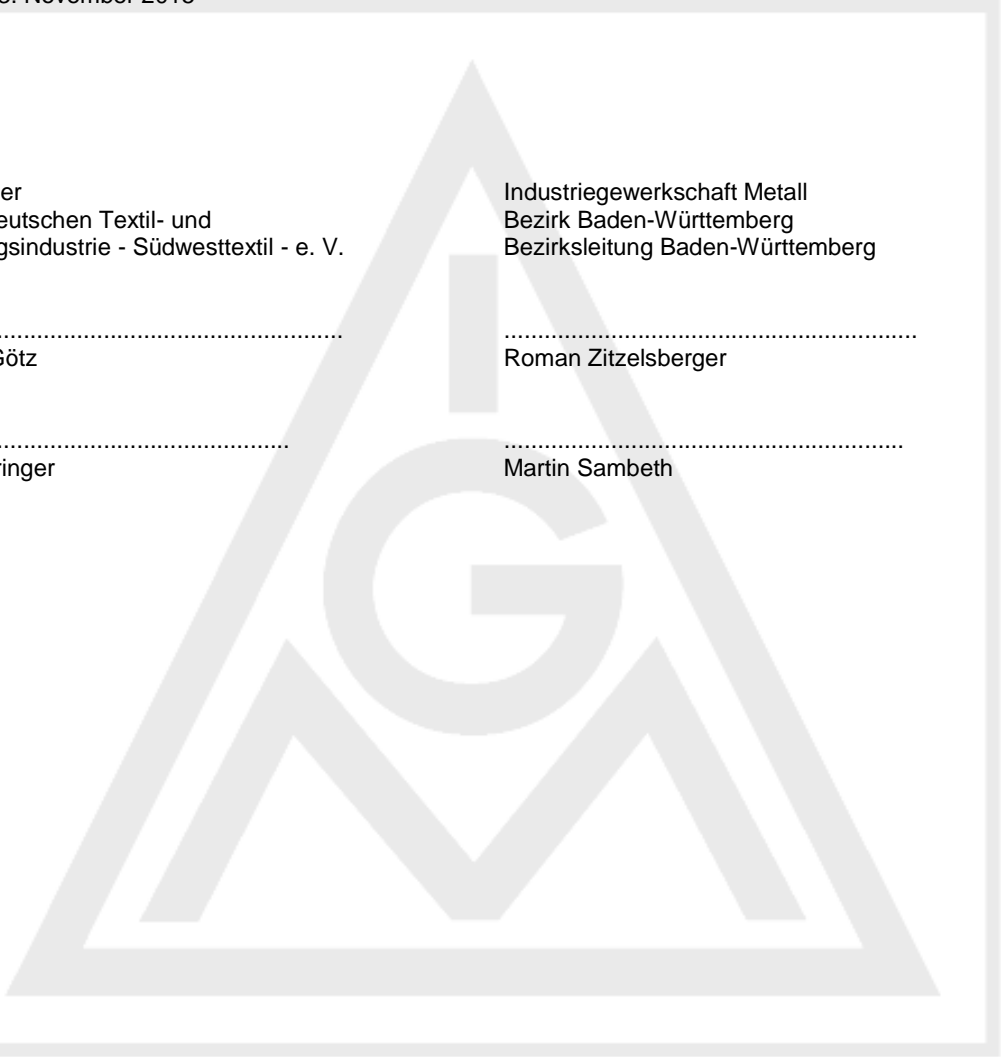 November
er
eutschen Textil- und
gsindustrie - Südwesttextil - e. V.
Industriegewerkschaft Metall
Bezirk Baden-Württemberg
Bezirksleitung Baden-Württemberg
Götz
Roman Zitzelsberger
ringer
Martin Sambeth
I
G
M